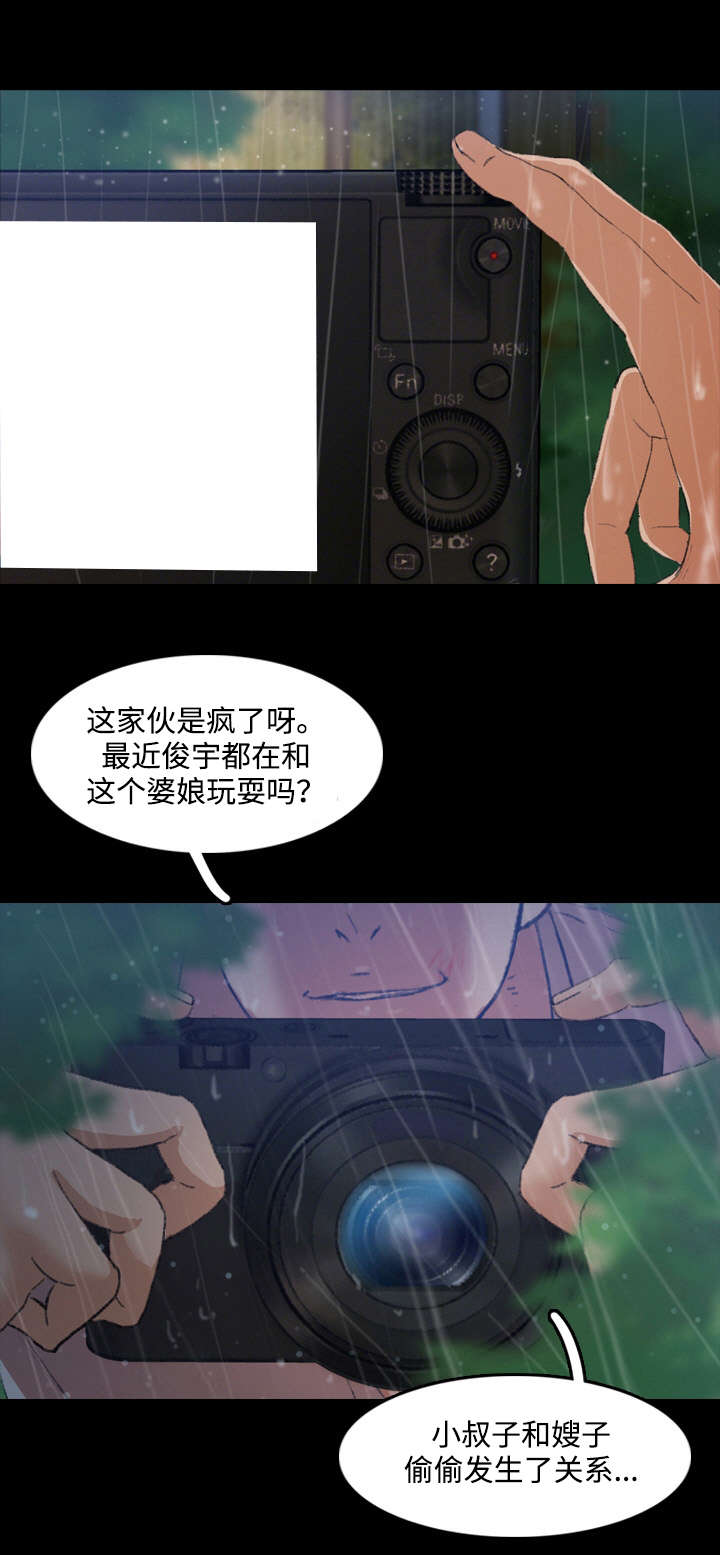 MOVIE
MENU
Fn
DISP
?
这家伙是疯了呀。
最近俊宇都在和
这个婆娘玩耍吗？
小叔子和嫂子
偷偷发生了关系...